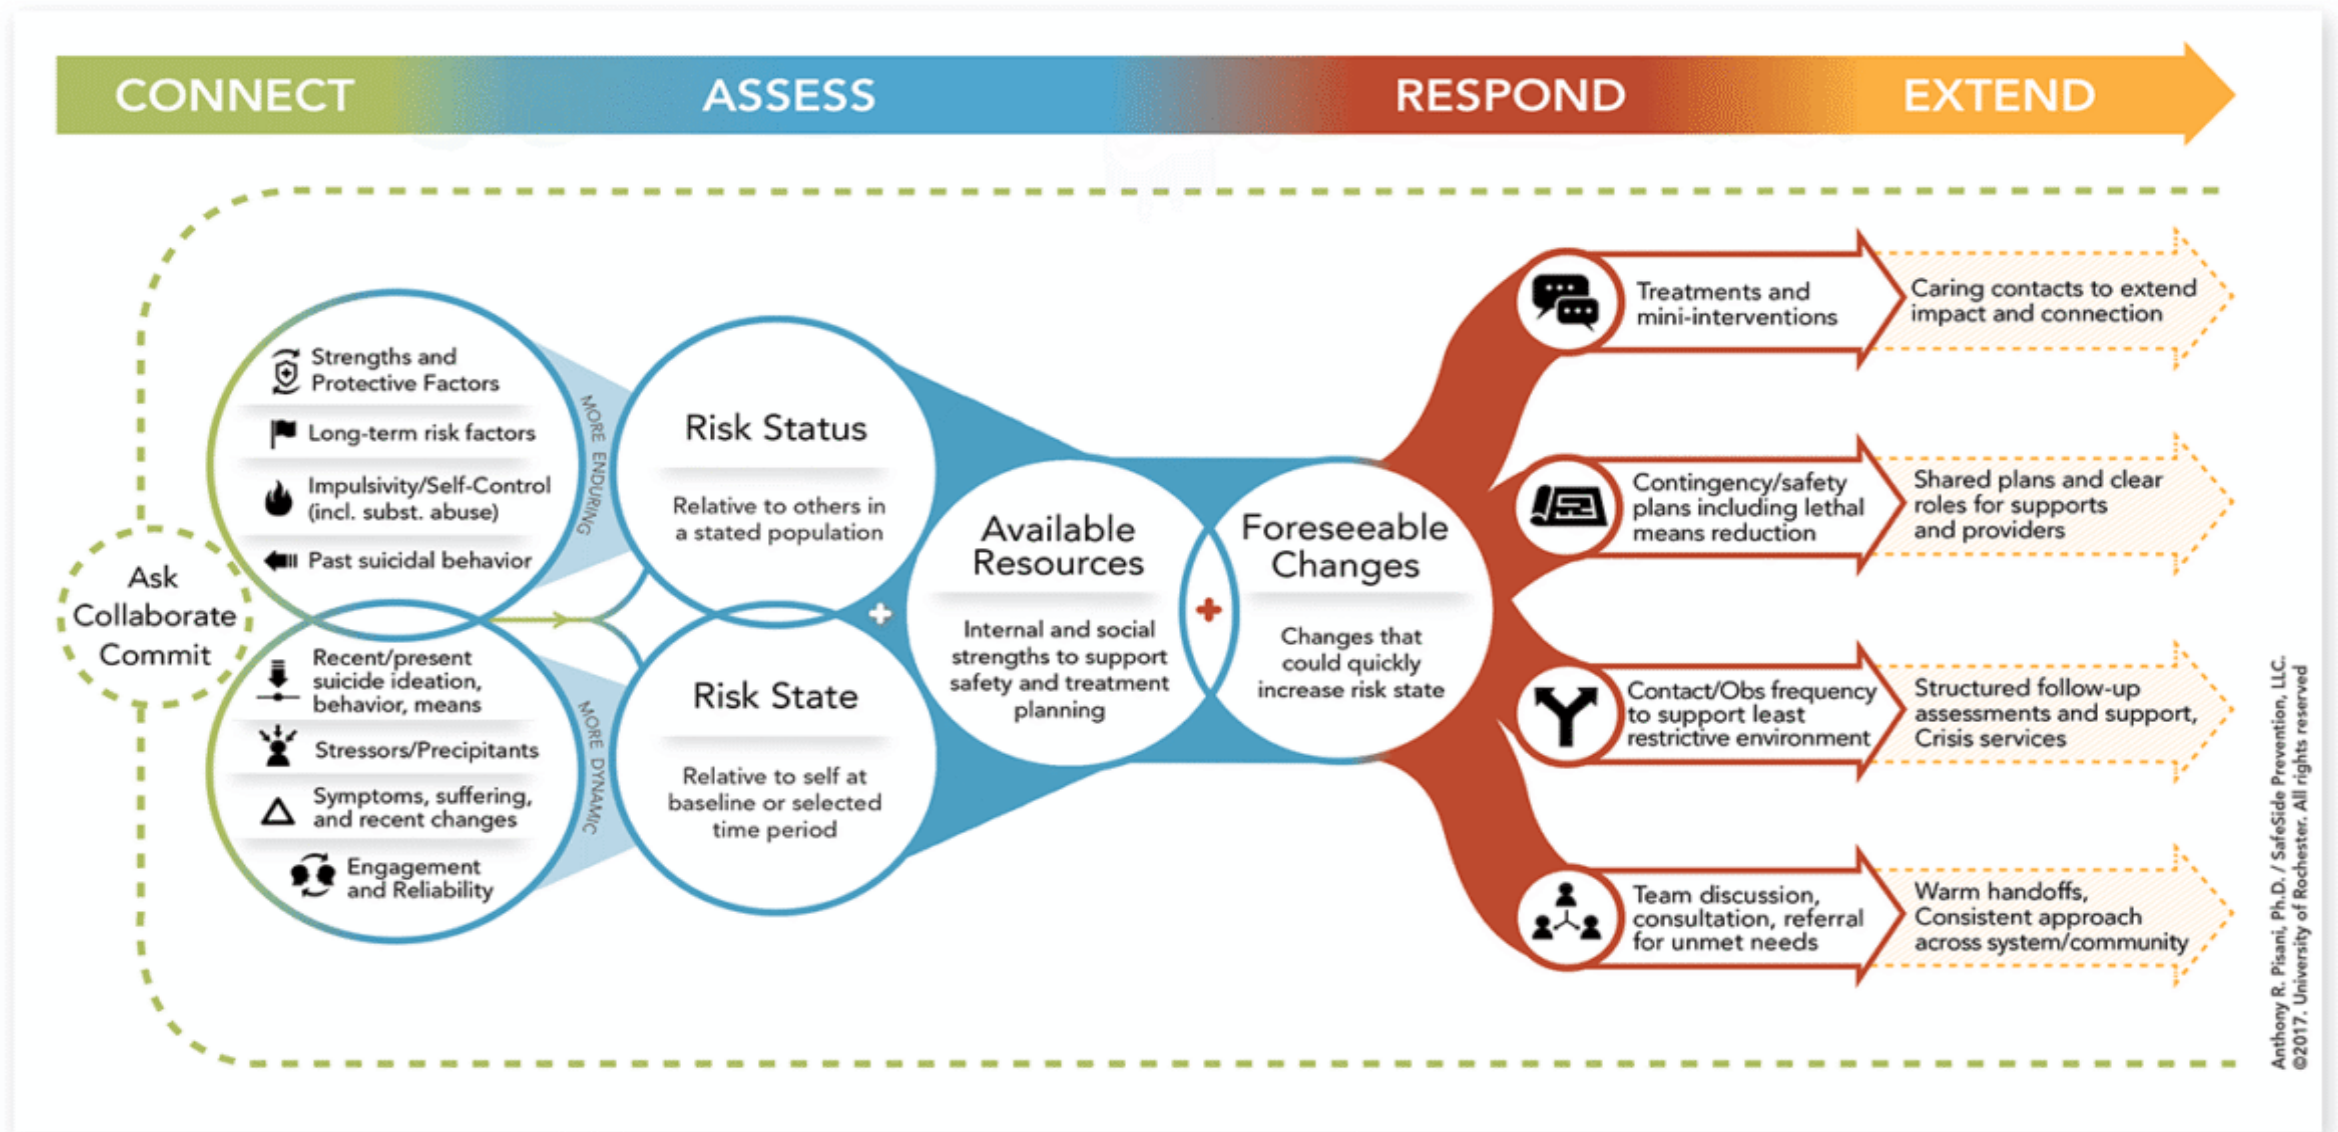 CONNECT
ASSESS
RESPOND
EXTEND
Ask
Collaborate
Commit
Strengths and
Protective Factors
Long-term risk factors
Impulsivity/Self-Control
(incl. subst. abuse)
Past suicidal behavior
Recent/present
suicide ideation,
behavior, means
Stressors/Precipitants
Symptoms, suffering,
and recent changes
Engagement
and Reliability
MORE ENDURING
MORE DYNAMIC
Risk Status
Relative to others in
a stated population
Risk State
Relative to self at
baseline or selected
time period
Available
Resources
Internal and social
strengths to support
safety and treatment
planning
Foreseeable
Changes
Changes that
could quickly
increase risk state
Treatments and
mini-interventions
Caring contacts to extend
impact and connection
Contingency/safety
plans including lethal
means reduction
Shared plans and clear
roles for supports
and providers
Contact/Obs frequency
to support least
restrictive environment
Structured follow-up
assessments and support,
Crisis services
Team discussion,
consultation, referral
for unmet needs
Warm handoffs,
Consistent approach
across system/community
Anthony R. Pisani, Ph.D. / SafeSide Prevention, LLC.
©2017. University of Rochester. All rights reserved